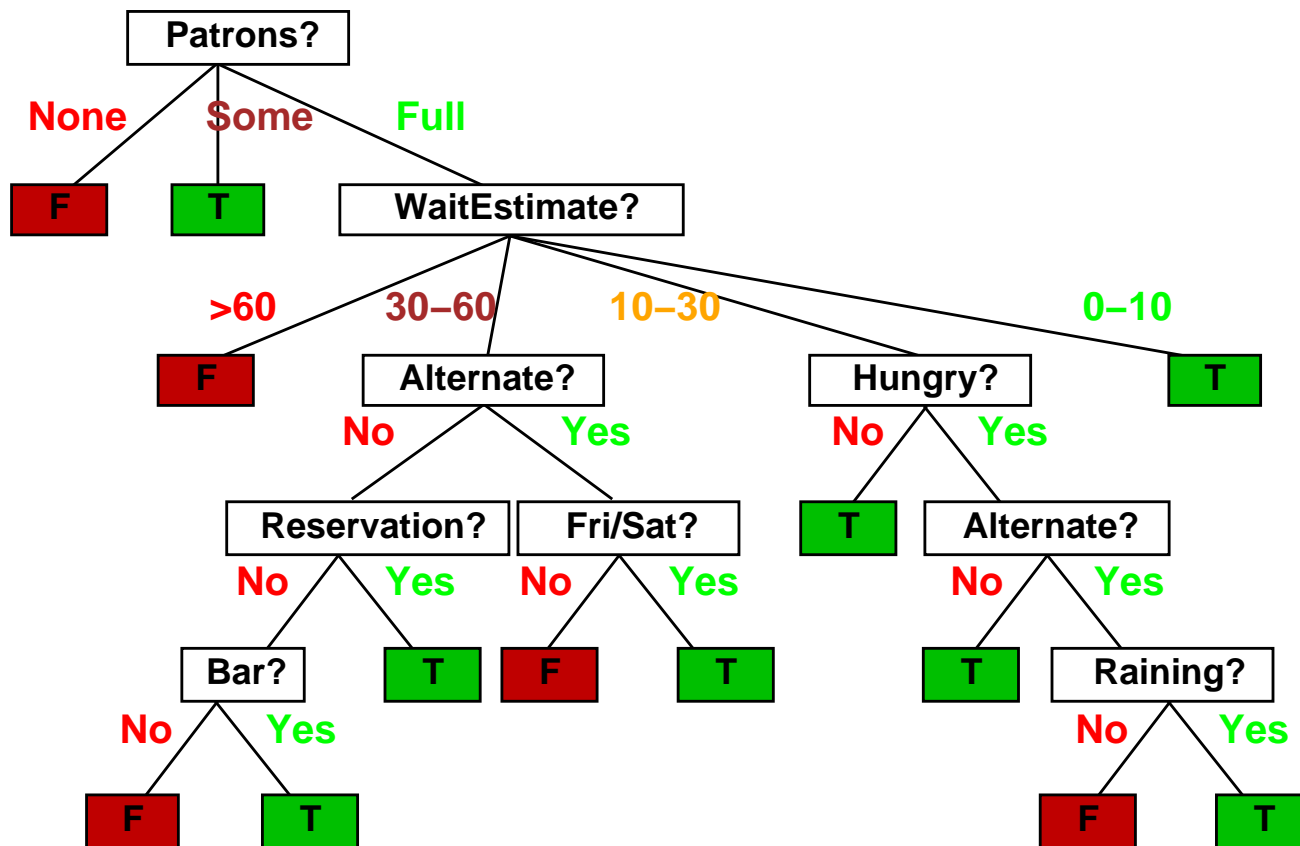 Patrons?
None Some Full
F T WaitEstimate?
>60 30–60 10–30 0–10
F Alternate? Hungry? T
No Yes No Yes
Reservation? Fri/Sat? T Alternate?
No Yes No Yes No Yes
Bar? T F T T Raining?
No Yes No Yes
F T F T